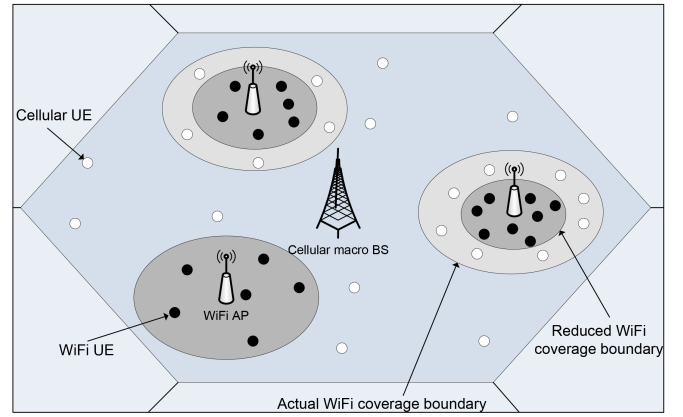 Cellular UE
Cellular macro BS
WiFi AP
WiFi UE
Reduced WiFi
coverage boundary
Actual WiFi coverage boundary